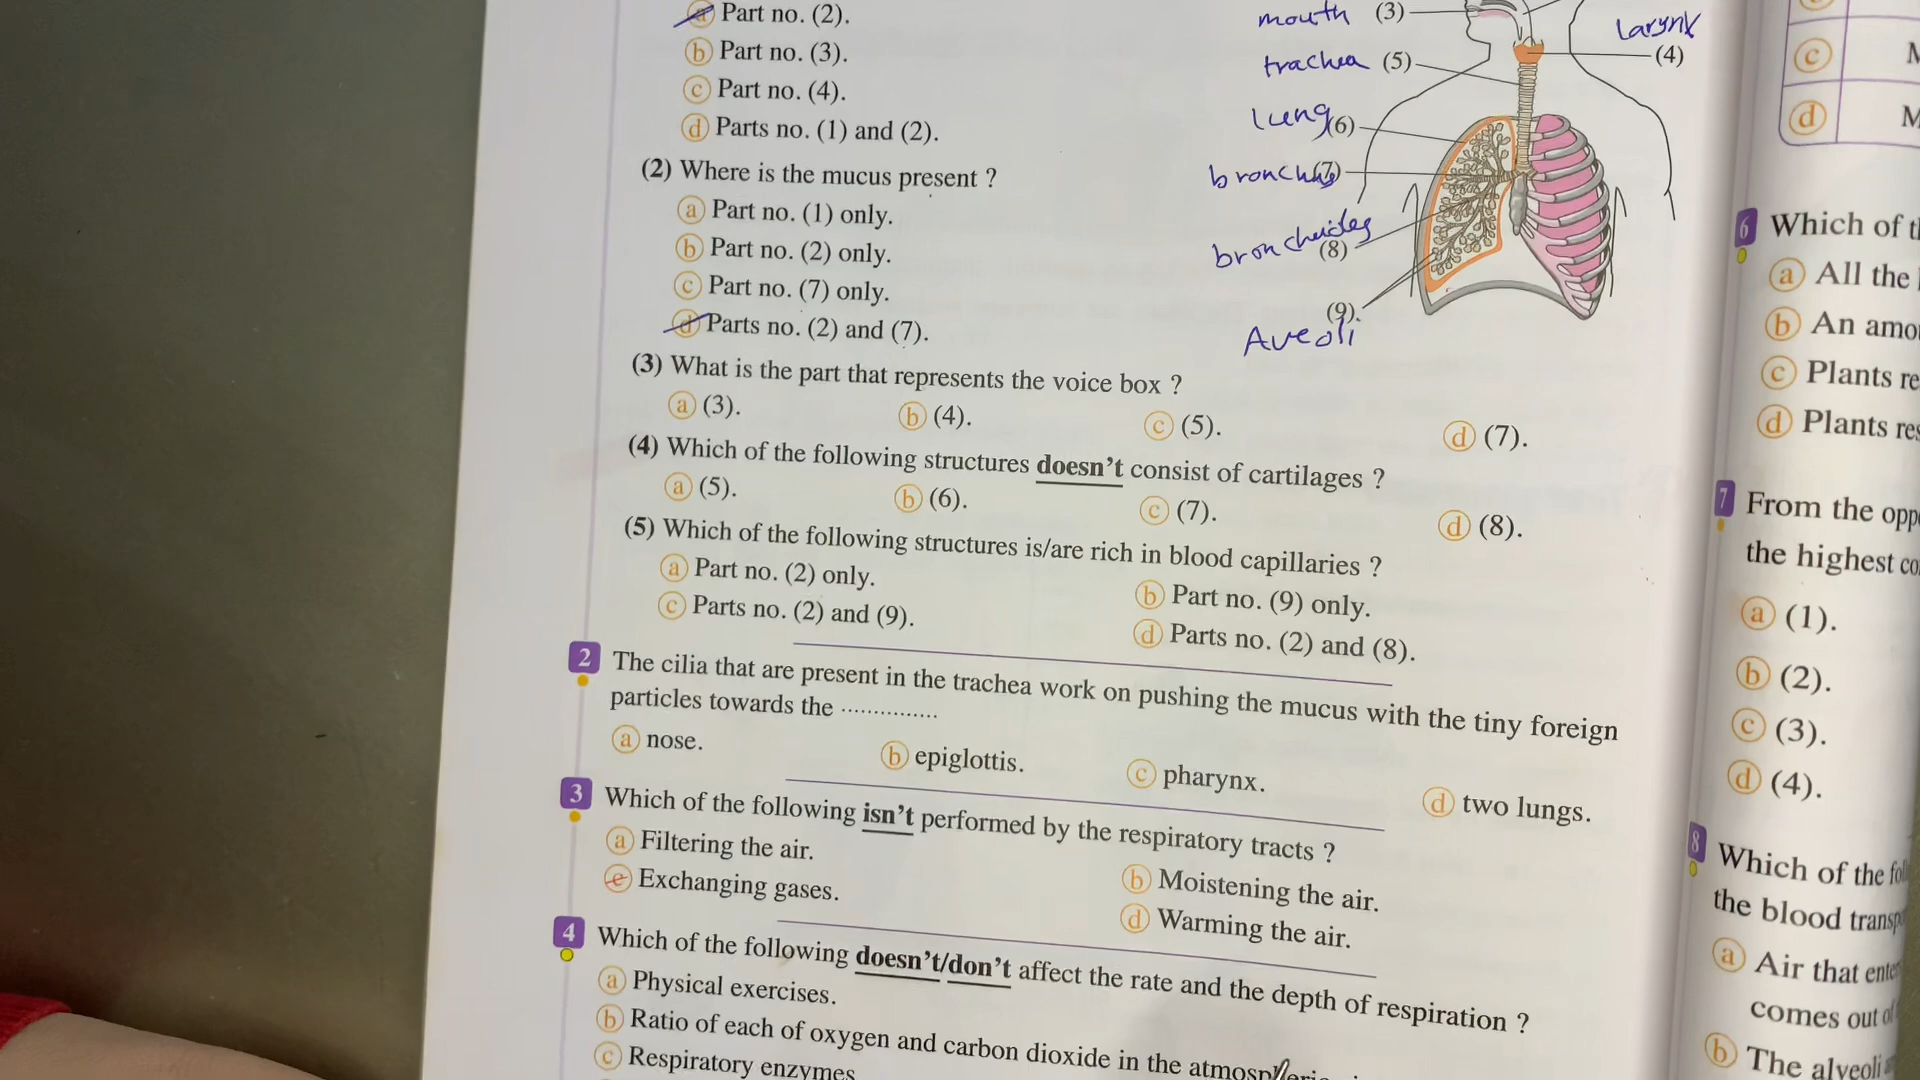 a Part no. (2).
b Part no. (3).
c Part no. (4).
d Parts no. (1) and (2).
(2) Where is the mucus present ?
a Part no. (1) only.
b Part no. (2) only.
c Part no. (7) only.
d Parts no. (2) and (7).
mouth (3)
larynx
(4)
trachea (5)
lung (6)
bronchus (7)
(8)
(9)
Aveoli
(3) What is the part that represents the voice box ?
a (3). b (4). c (5). d (7).
(4) Which of the following structures doesn't consist of cartilages ?
a (5). b (6). c (7). d (8).
(5) Which of the following structures is/are rich in blood capillaries ?
a Part no. (2) only. b Part no. (9) only.
c Parts no. (2) and (9). d Parts no. (2) and (8).
2 The cilia that are present in the trachea work on pushing the mucus with the tiny foreign
particles towards the ...............
a nose. b epiglottis. c pharynx. d two lungs.
3 Which of the following isn't performed by the respiratory tracts ?
a Filtering the air. b Moistening the air.
c Exchanging gases. d Warming the air.
4 Which of the following doesn't/don't affect the rate and the depth of respiration ?
a Physical exercises.
b Ratio of each of oxygen and carbon dioxide in the
c Respiratory enzymes
c M
d M
6 Which of
a All the
b An
c Plants
d Plants
7 From the
the highest
a (1).
b (2).
c (3).
d (4).
8 Which of the
the blood
a Air that
comes out
b The alveoli